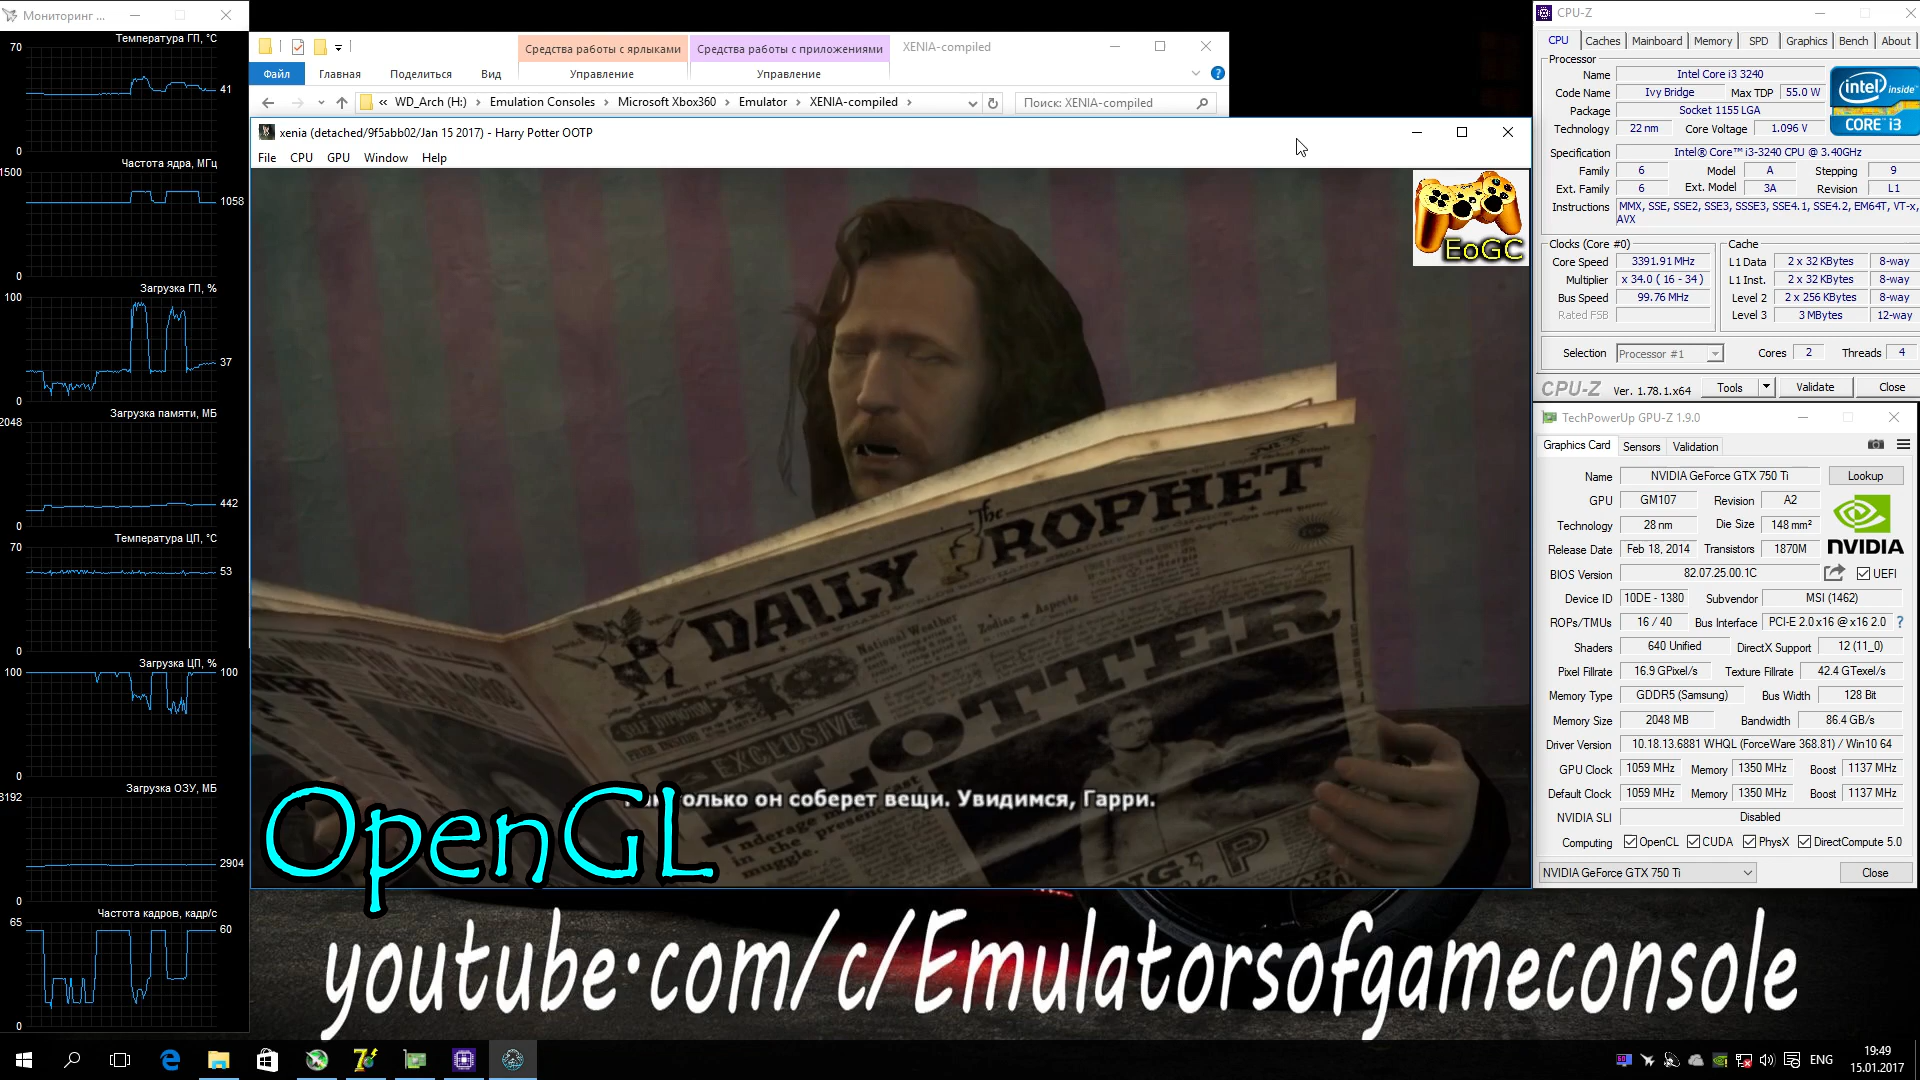 Мониторинг ...
Температура ГП, °C
70
41
0
Частота ядра, МГц
1500
1058
0
Загрузка ГП, %
100
37
0
Загрузка памяти, МБ
2048
442
0
Температура ЦП, °C
70
53
0
Загрузка ЦП, %
100
100
0
Загрузка ОЗУ, МБ
2904
0
Частота кадров, кадр/с
65
60
0
Средства работы с ярлыками
Средства работы с приложениями
XENIA-compiled
Файл
Главная
Поделиться
Вид
Управление
Управление
« WD_Arch (H:) › Emulation Consoles › Microsoft Xbox360 › Emulator › XENIA-compiled ›
Поиск: XENIA-compiled
xenia (detached/9f5abb02/Jan 15 2017) - Harry Potter OOTP
File CPU GPU Window Help
EoGC
The
DAILY PROPHET
National Weather
Zodiac Aspects
SELF DEFENSE
FREE INSIDE
EXCLUSIVE
PLOTTER
in the presence
muggle.
только он соберет вещи. Увидимся, Гарри.
OpenGL
youtube.com/c/Emulatorsofgameconsole
CPU-Z
CPU Caches Mainboard Memory SPD Graphics Bench About
Processor
Name Intel Core i3 3240
Code Name Ivy Bridge Max TDP 55.0 W
Package Socket 1155 LGA
Technology 22 nm Core Voltage 1.096 V
intel inside™
CORE i3
Specification Intel® Core™ i3-3240 CPU @ 3.40GHz
Family 6 Model A Stepping 9
Ext. Family 6 Ext. Model 3A Revision L1
Instructions MMX, SSE, SSE2, SSE3, SSSE3, SSE4.1, SSE4.2, EM64T, VT-x,
AVX
Clocks (Core #0)
Core Speed 3391.91 MHz
Multiplier x 34.0 ( 16 - 34 )
Bus Speed 99.76 MHz
Rated FSB
Cache
L1 Data 2 x 32 KBytes 8-way
L1 Inst. 2 x 32 KBytes 8-way
Level 2 2 x 256 KBytes 8-way
Level 3 3 MBytes 12-way
Selection Processor #1 Cores 2 Threads 4
CPU-Z Ver. 1.78.1.x64 Tools Validate Close
TechPowerUp GPU-Z 1.9.0
Graphics Card Sensors Validation
Name NVIDIA GeForce GTX 750 Ti Lookup
GPU GM107 Revision A2
Technology 28 nm Die Size 148 mm²
Release Date Feb 18, 2014 Transistors 1870M
NVIDIA
BIOS Version 82.07.25.00.1C UEFI
Device ID 10DE - 1380 Subvendor MSI (1462)
ROPs/TMUs 16 / 40 Bus Interface PCI-E 2.0 x16 @ x16 2.0 ?
Shaders 640 Unified DirectX Support 12 (11_0)
Pixel Fillrate 16.9 GPixel/s Texture Fillrate 42.4 GTexel/s
Memory Type GDDR5 (Samsung) Bus Width 128 Bit
Memory Size 2048 MB Bandwidth 86.4 GB/s
Driver Version 10.18.13.6881 WHQL (ForceWare 368.81) / Win10 64
GPU Clock 1059 MHz Memory 1350 MHz Boost 1137 MHz
Default Clock 1059 MHz Memory 1350 MHz Boost 1137 MHz
NVIDIA SLI Disabled
Computing OpenCL CUDA PhysX DirectCompute 5.0
NVIDIA GeForce GTX 750 Ti Close
ENG
19:49
15.01.2017